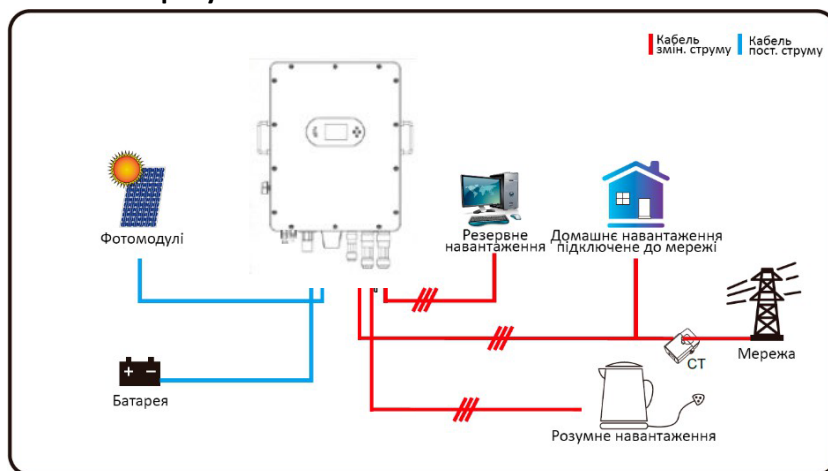 Кабель
змін. струму
Кабель
пост. струму
Фотомодулі
Резервне
навантаження
Домашнє навантаження
підключене до мережі
CT
Мережа
Батарея
Розумне навантаження